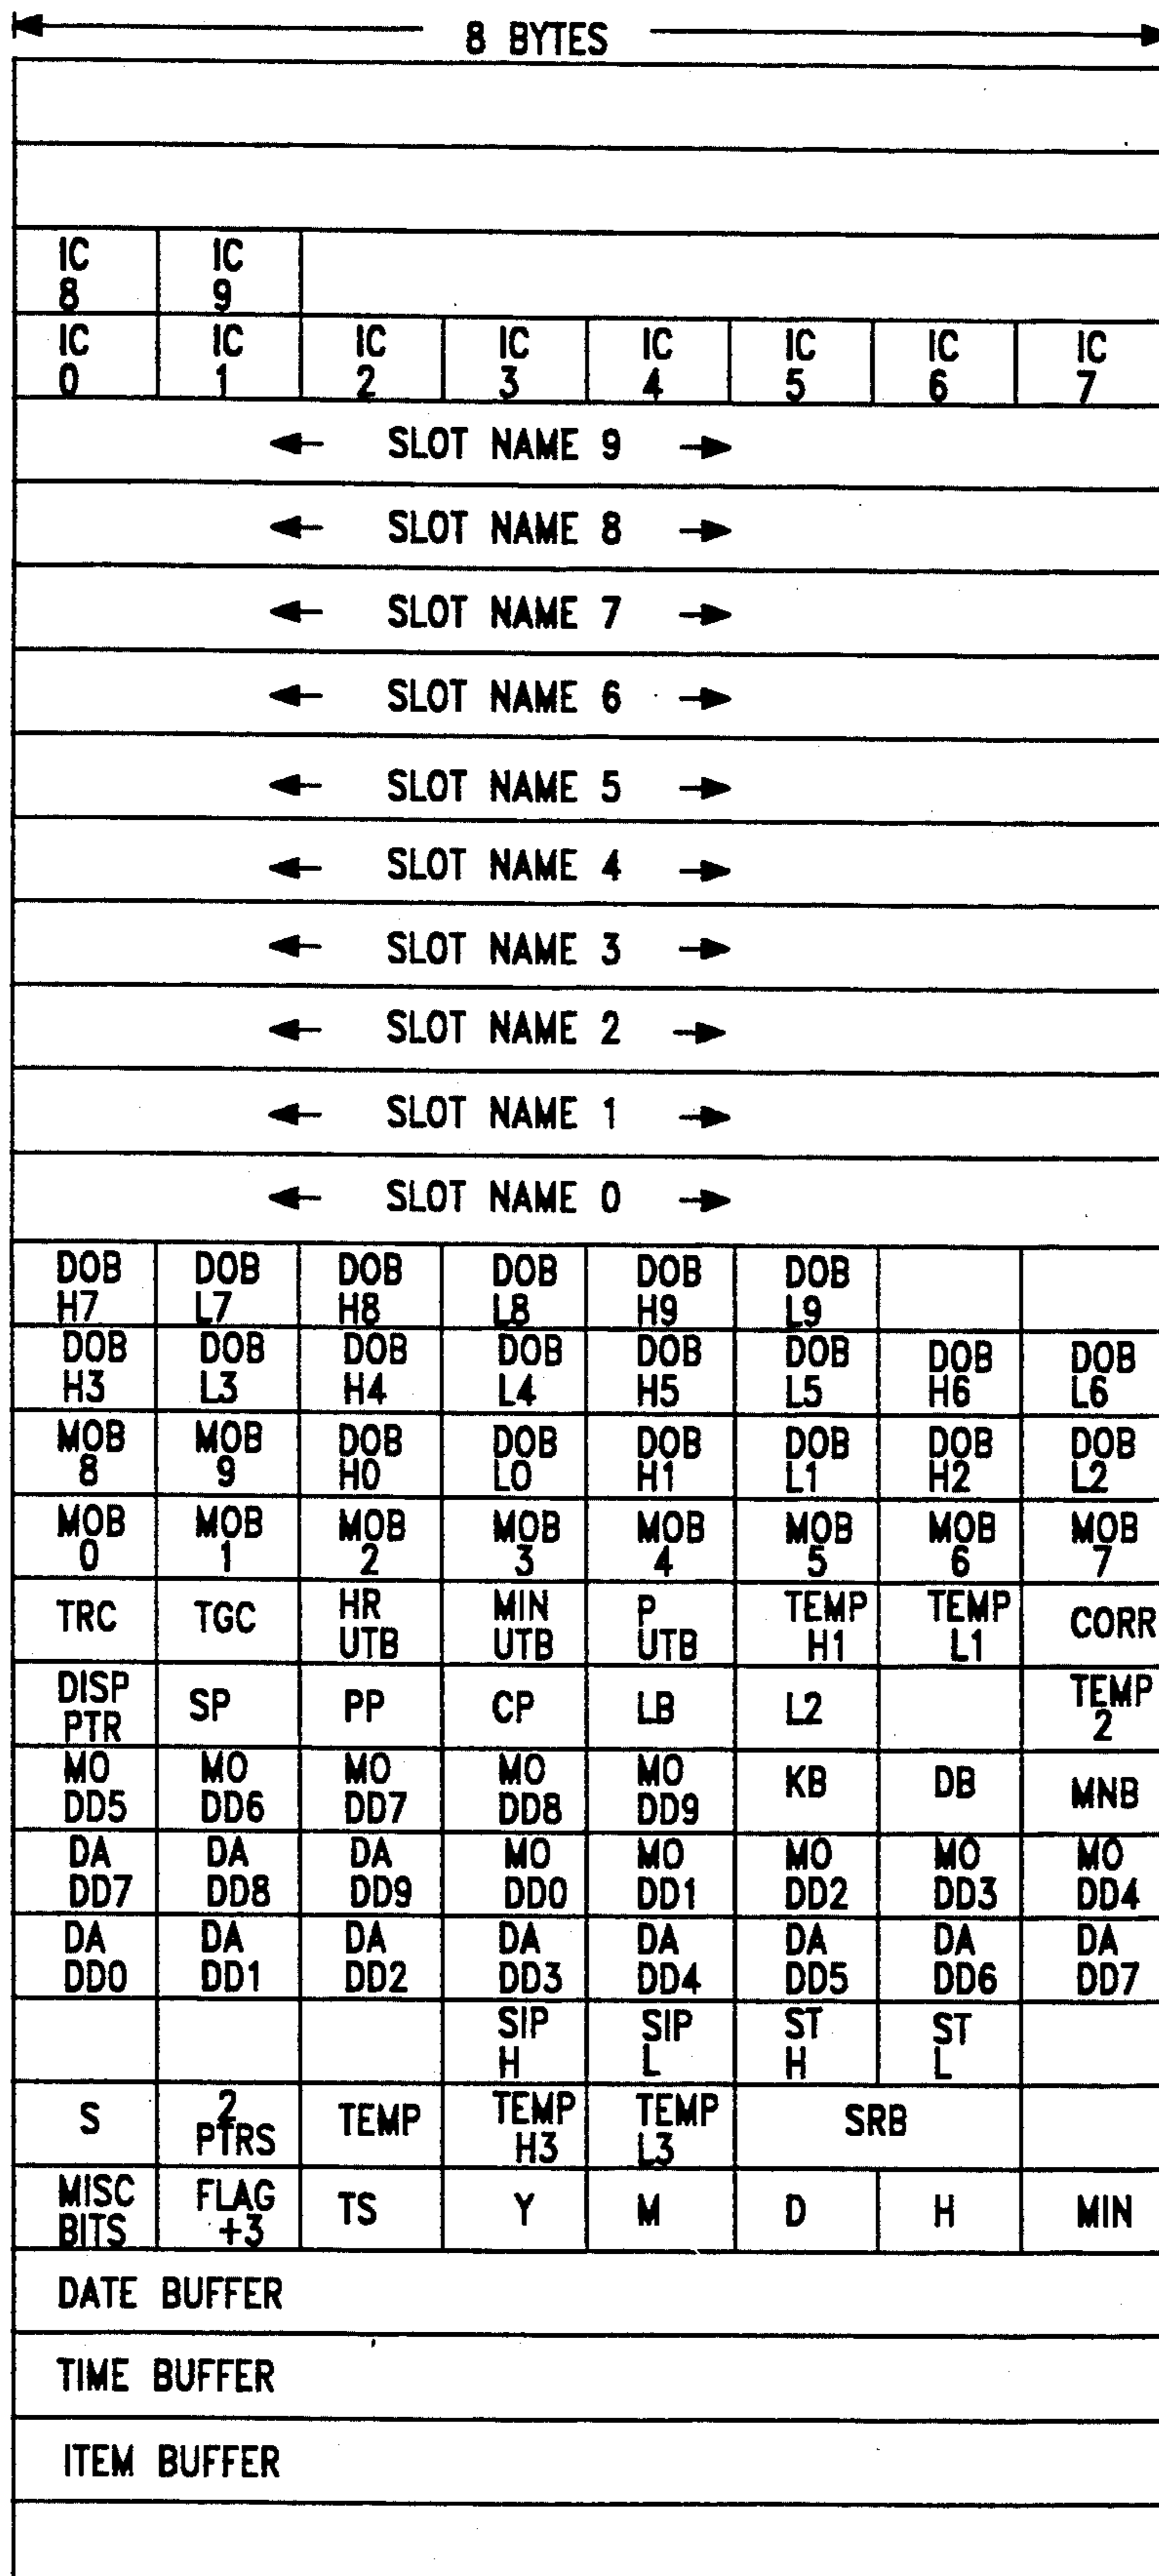 8 BYTES
IC 8 IC 9
IC 0 IC 1 IC 2 IC 3 IC 4 IC 5 IC 6 IC 7
SLOT NAME 9
SLOT NAME 8
SLOT NAME 7
SLOT NAME 6
SLOT NAME 5
SLOT NAME 4
SLOT NAME 3
SLOT NAME 2
SLOT NAME 1
SLOT NAME 0
DOB H7 DOB L7 DOB H8 DOB L8 DOB H9 DOB L9
DOB H3 DOB L3 DOB H4 DOB L4 DOB H5 DOB L5 DOB H6 DOB L6
MOB 8 MOB 9 DOB H0 DOB L0 DOB H1 DOB L1 DOB H2 DOB L2
MOB 0 MOB 1 MOB 2 MOB 3 MOB 4 MOB 5 MOB 6 MOB 7
TRC TGC HR UTB MIN UTB P UTB TEMP H1 TEMP L1 CORR
DISP PTR SP PP CP LB L2 TEMP 2
MO DD5 MO DD6 MO DD7 MO DD8 MO DD9 KB DB MNB
DA DD7 DA DD8 DA DD9 MO DD0 MO DD1 MO DD2 MO DD3 MO DD4
DA DD0 DA DD1 DA DD2 DA DD3 DA DD4 DA DD5 DA DD6 DA DD7
SIP H SIP L ST H ST L
S 2 PTRS TEMP TEMP H3 TEMP L3 SRB
MISC BITS FLAG +3 TS Y M D H MIN
DATE BUFFER
TIME BUFFER
ITEM BUFFER